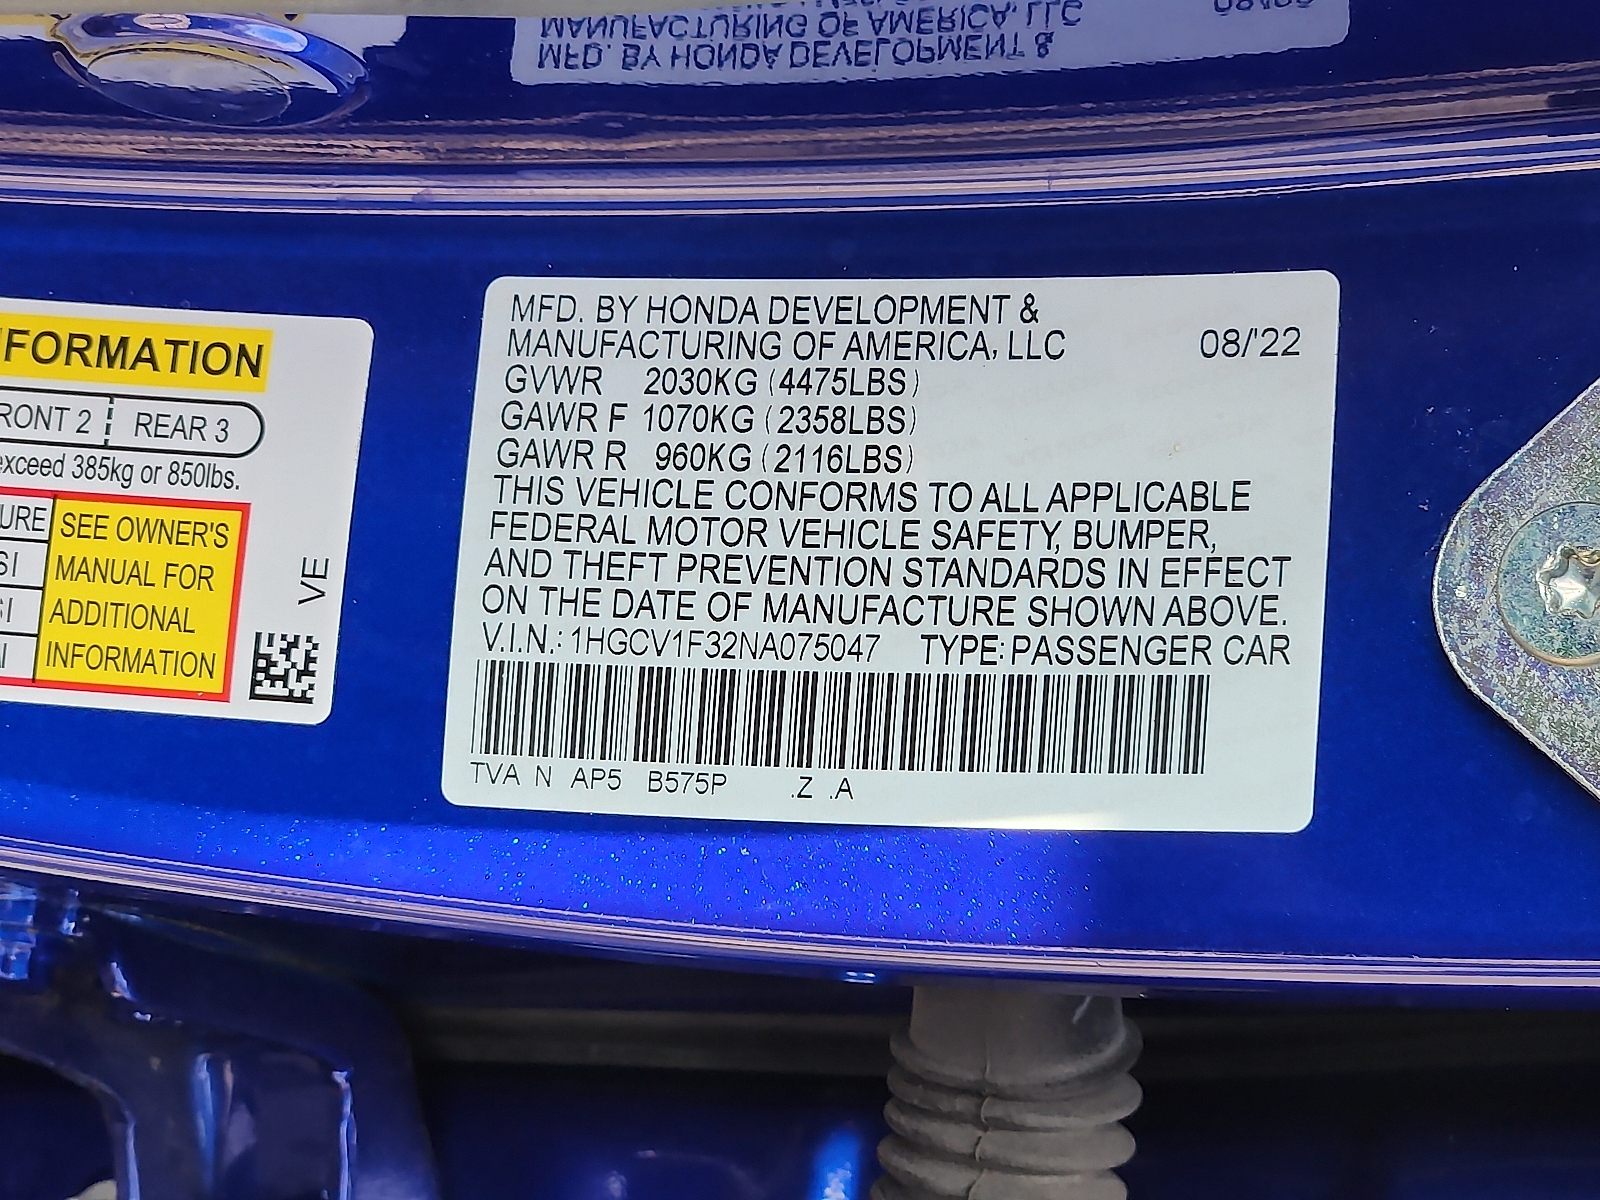 MANUFACTURING OF AMERICA, LLC
MFD. BY HONDA DEVELOPMENT &
MFD. BY HONDA DEVELOPMENT &
MANUFACTURING OF AMERICA, LLC 08/'22
GVWR 2030KG (4475LBS)
GAWR F 1070KG (2358LBS)
GAWR R 960KG (2116LBS)
THIS VEHICLE CONFORMS TO ALL APPLICABLE
FEDERAL MOTOR VEHICLE SAFETY, BUMPER,
AND THEFT PREVENTION STANDARDS IN EFFECT
ON THE DATE OF MANUFACTURE SHOWN ABOVE.
V.I.N.: 1HGCV1F32NA075047 TYPE: PASSENGER CAR
TVA N AP5 B575P .Z .A
FORMATION
RONT 2 REAR 3
exceed 385kg or 850lbs.
URE
SI
SI
AI
SEE OWNER'S
MANUAL FOR
ADDITIONAL
INFORMATION
VE